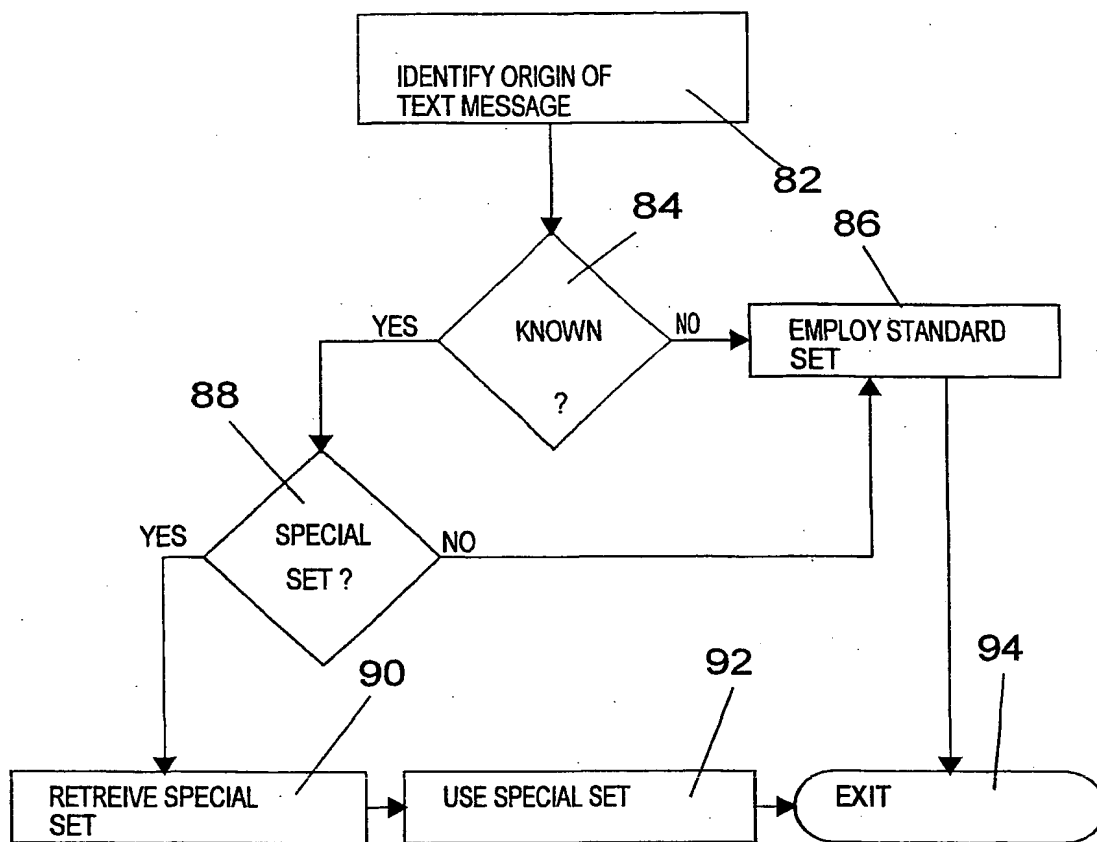 IDENTIFY ORIGIN OF
TEXT MESSAGE
82
84
86
YES
KNOWN
?
NO
EMPLOY STANDARD
SET
88
YES
SPECIAL
SET ?
NO
90
92
94
RETREIVE SPECIAL
SET
USE SPECIAL SET
EXIT